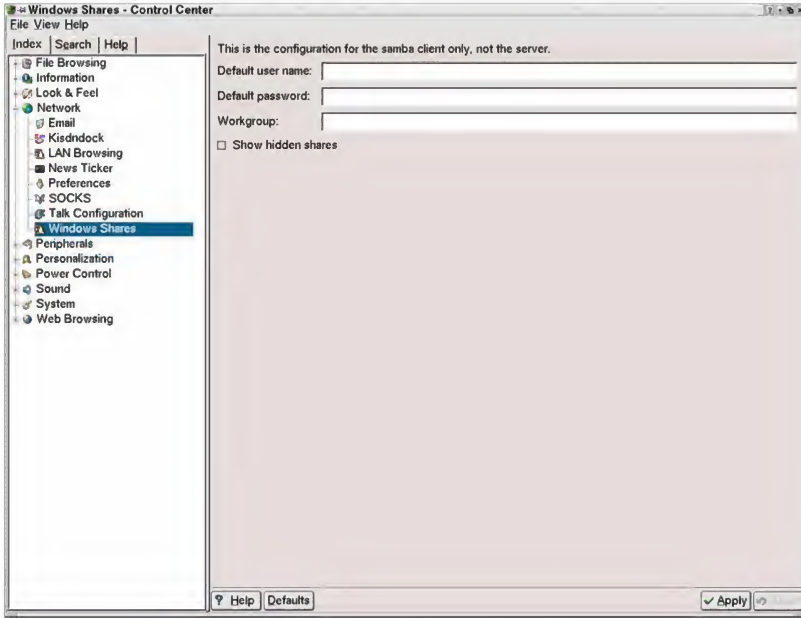 Windows Shares - Control Center
File View Help
Index Search Help
File Browsing
Information
Look & Feel
Network
Email
Kisdndock
LAN Browsing
News Ticker
Preferences
SOCKS
Talk Configuration
Windows Shares
Peripherals
Personalization
Power Control
Sound
System
Web Browsing
This is the configuration for the samba client only, not the server.
Default user name:
Default password:
Workgroup:
Show hidden shares
? Help Defaults
Apply